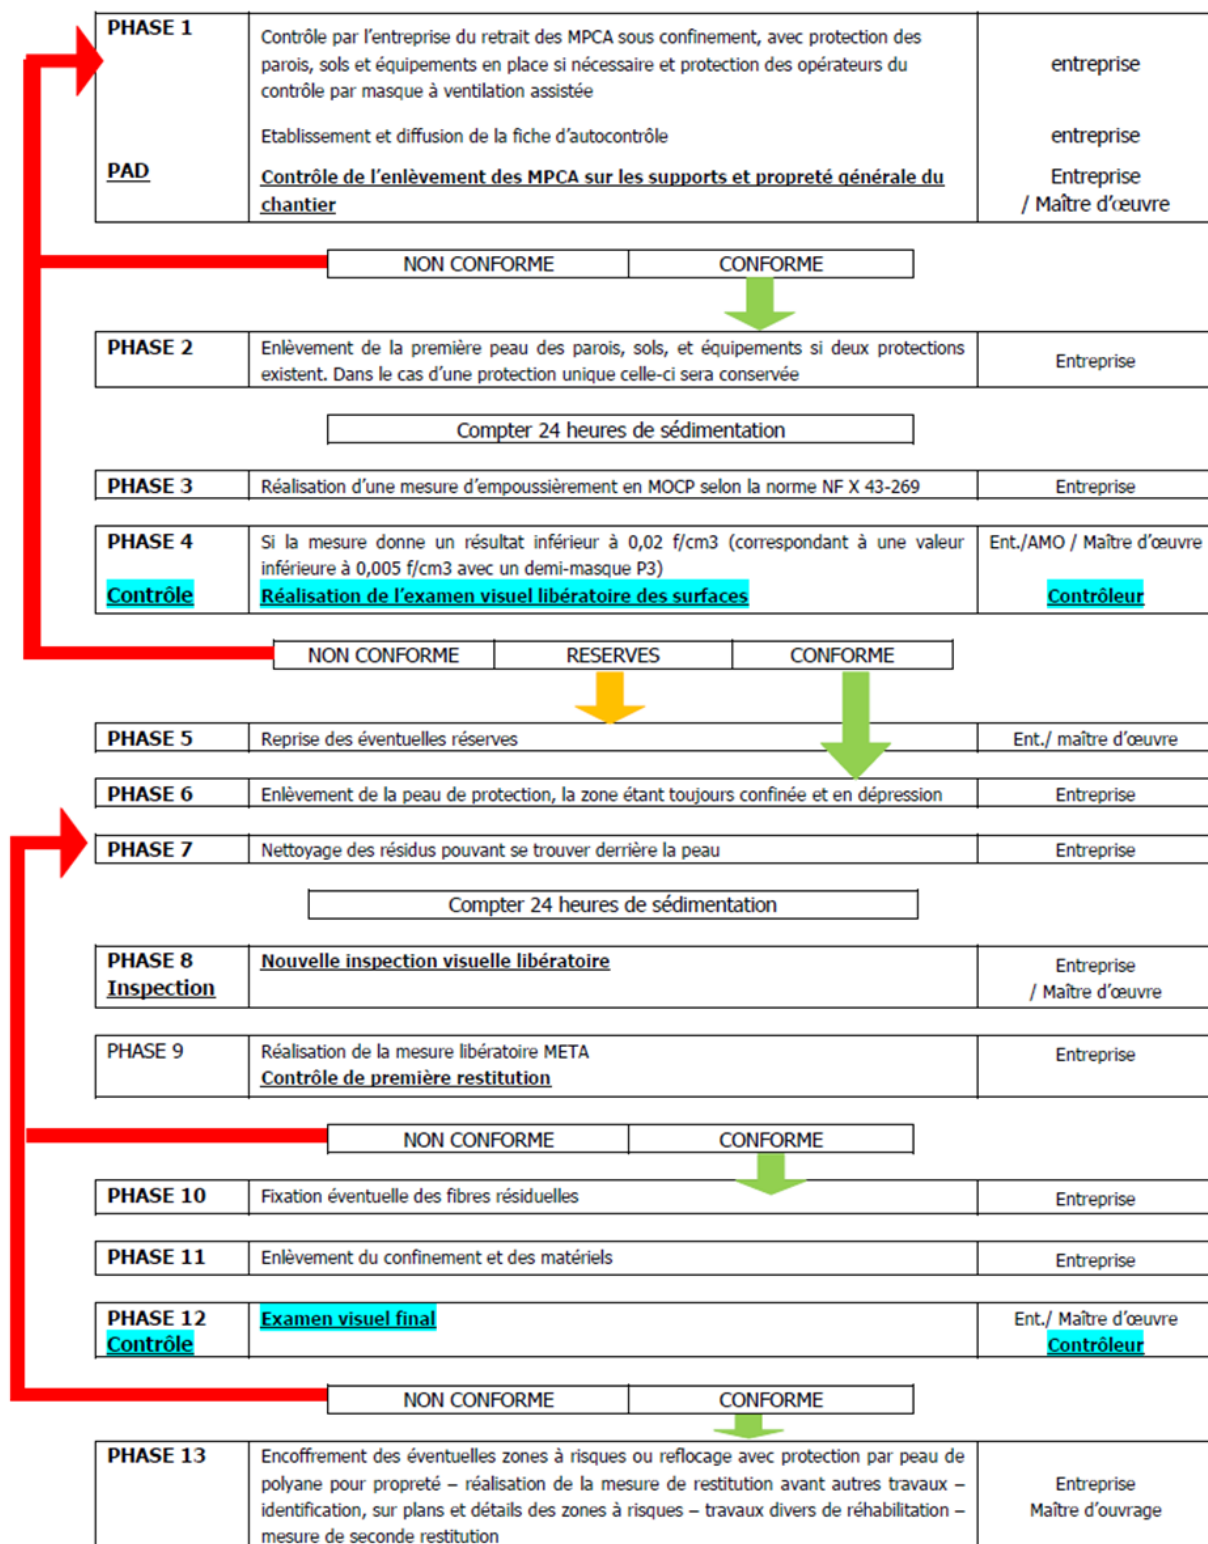 PHASE 1
Contrôle par l'entreprise du retrait des MPCA sous confinement, avec protection des
parois, sols et équipements en place si nécessaire et protection des opérateurs du
contrôle par masque à ventilation assistée
entreprise
Etablissement et diffusion de la fiche d'autocontrôle
entreprise
PAD
Contrôle de l'enlèvement des MPCA sur les supports et propreté générale du
chantier
Entreprise
/ Maître d'œuvre
NON CONFORME
CONFORME
PHASE 2
Enlèvement de la première peau des parois, sols, et équipements si deux protections
existent. Dans le cas d'une protection unique celle-ci sera conservée
Entreprise
Compter 24 heures de sédimentation
PHASE 3
Réalisation d'une mesure d'empoussièrement en MOCP selon la norme NF X 43-269
Entreprise
PHASE 4
Si la mesure donne un résultat inférieur à 0,02 f/cm3 (correspondant à une valeur
inférieure à 0,005 f/cm3 avec un demi-masque P3)
Ent./AMO / Maître d'œuvre
Contrôle
Réalisation de l'examen visuel libératoire des surfaces
Contrôleur
NON CONFORME
RESERVES
CONFORME
PHASE 5
Reprise des éventuelles réserves
Ent./ maître d'œuvre
PHASE 6
Enlèvement de la peau de protection, la zone étant toujours confinée et en dépression
Entreprise
PHASE 7
Nettoyage des résidus pouvant se trouver derrière la peau
Entreprise
Compter 24 heures de sédimentation
PHASE 8
Inspection
Nouvelle inspection visuelle libératoire
Entreprise
/ Maître d'œuvre
PHASE 9
Réalisation de la mesure libératoire META
Contrôle de première restitution
Entreprise
NON CONFORME
CONFORME
PHASE 10
Fixation éventuelle des fibres résiduelles
Entreprise
PHASE 11
Enlèvement du confinement et des matériels
Entreprise
PHASE 12
Contrôle
Examen visuel final
Ent./ Maître d'œuvre
Contrôleur
NON CONFORME
CONFORME
PHASE 13
Encoffrement des éventuelles zones à risques ou reflocage avec protection par peau de
polyane pour propreté – réalisation de la mesure de restitution avant autres travaux –
identification, sur plans et détails des zones à risques – travaux divers de réhabilitation –
mesure de seconde restitution
Entreprise
Maître d'ouvrage